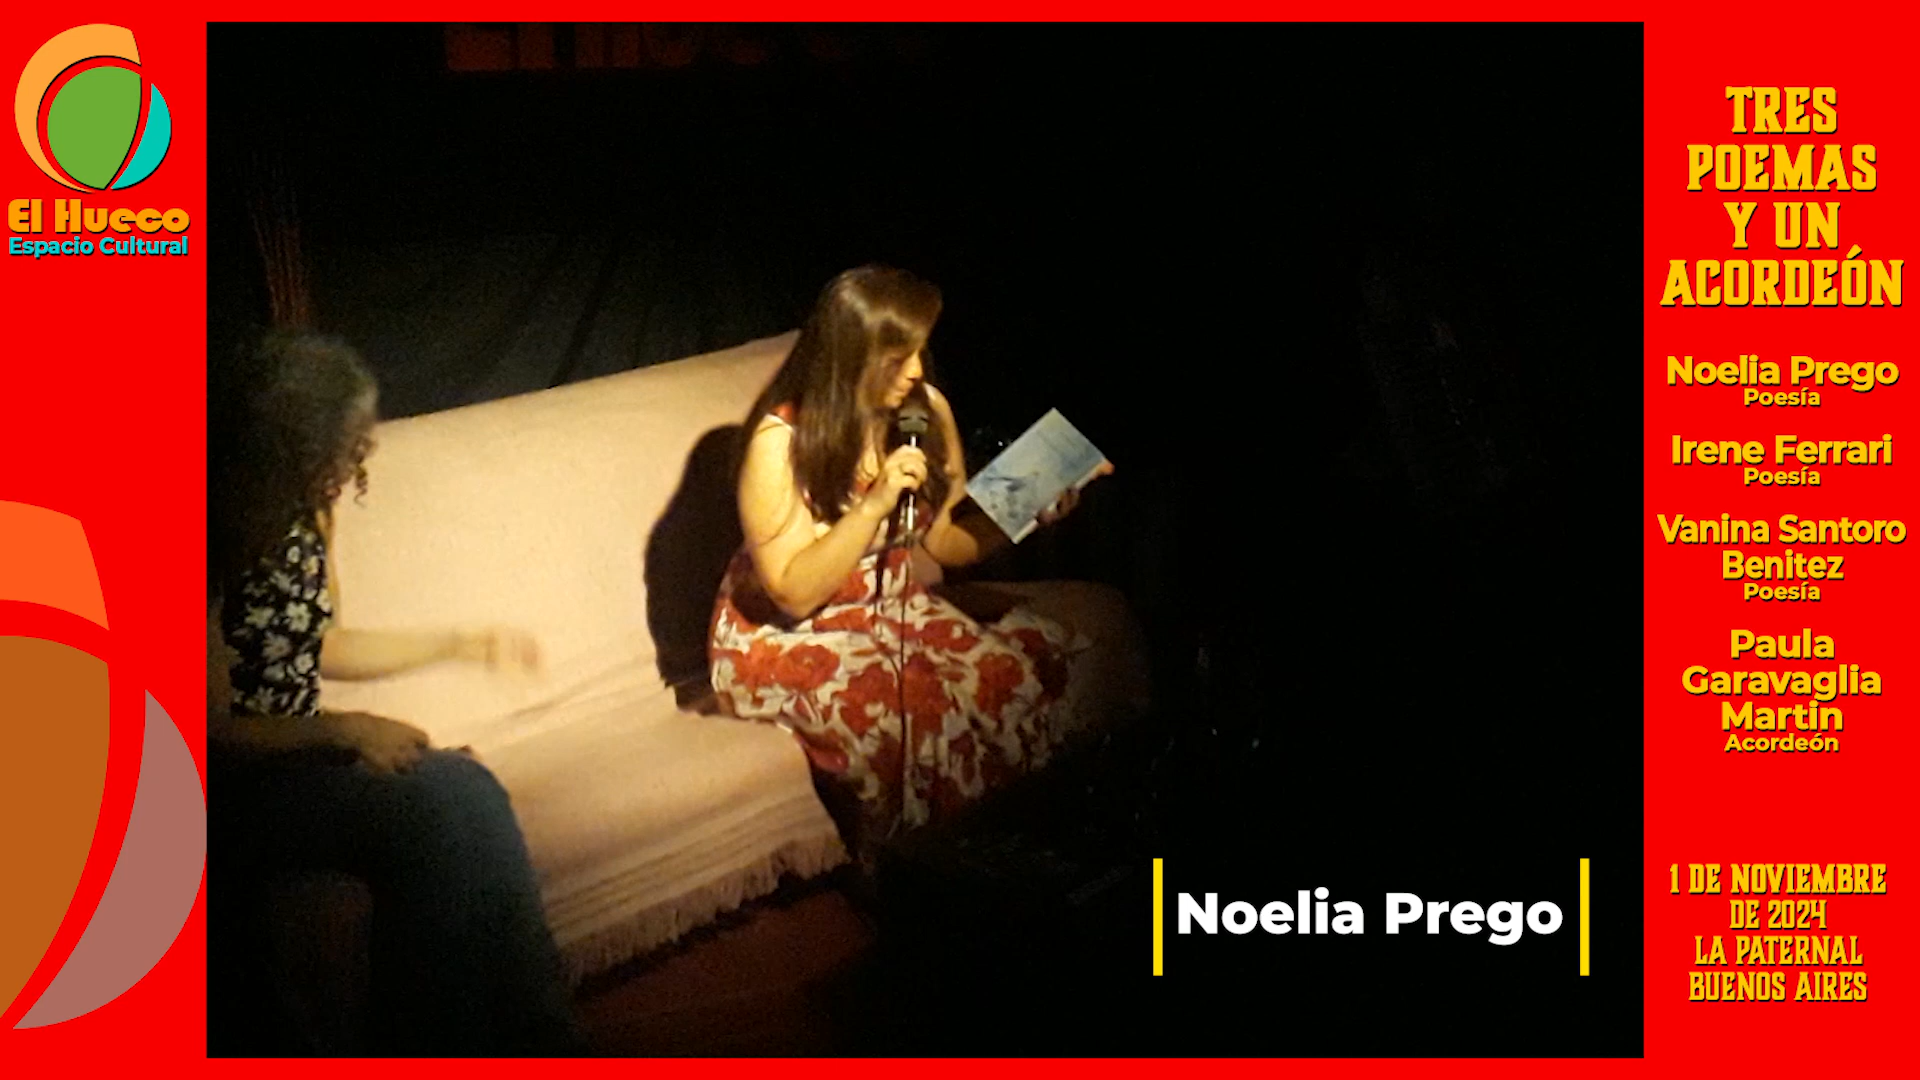 El Hueco
Espacio Cultural
TRES
POEMAS
Y UN
ACORDEÓN
Noelia Prego
Poesía
Irene Ferrari
Poesía
Vanina Santoro
Benitez
Poesía
Paula
Garavaglia
Martin
Acordeón
1 DE NOVIEMBRE
DE 2024
LA PATERNAL
BUENOS AIRES
Noelia Prego